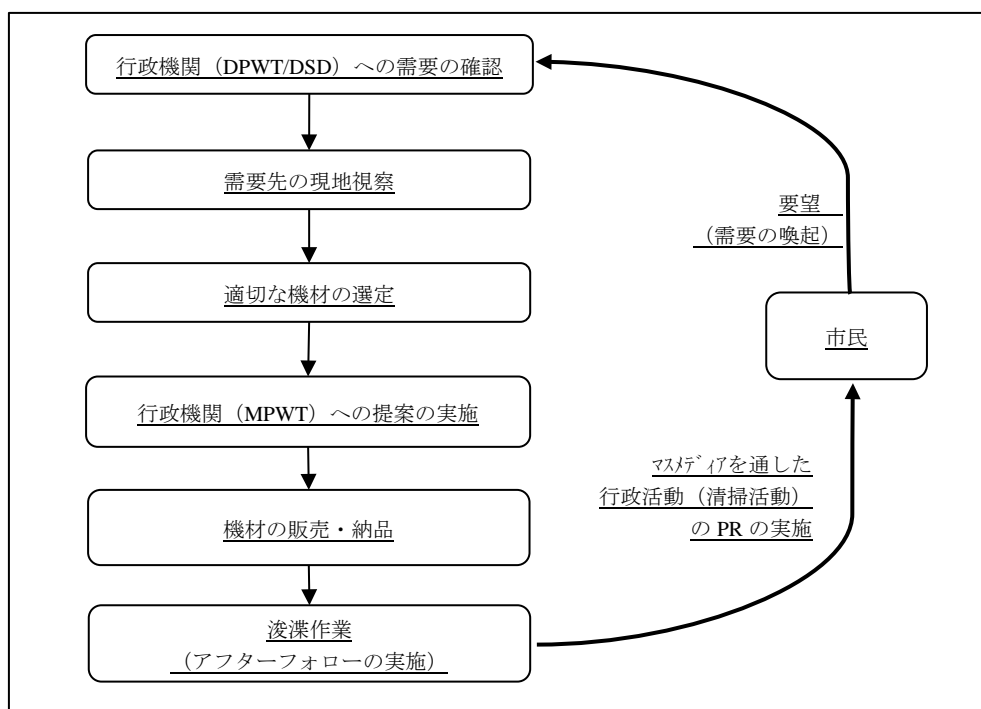 行政機関（DPWT/DSD）への需要の確認
需要先の現地視察
適切な機材の選定
行政機関（MPWT）への提案の実施
機材の販売・納品
浚渫作業
（アフターフォローの実施）
マスメディアを通した
行政活動（清掃活動）
の PR の実施
市民
要望
（需要の喚起）